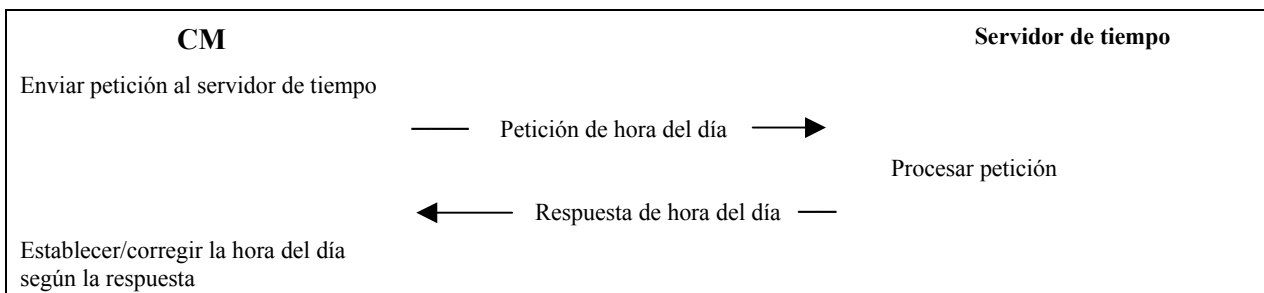 CM
Servidor de tiempo
Enviar petición al servidor de tiempo
Petición de hora del día
Procesar petición
Respuesta de hora del día
Establecer/corregir la hora del día
según la respuesta